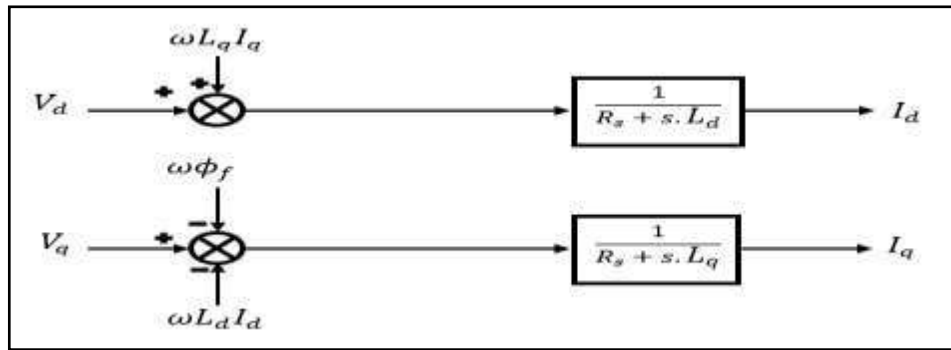 ωL_qI_q
+ +
V_d
1
R_s + s.L_d
I_d
ωϕ_f
−
V_q
+
−
1
R_s + s.L_q
I_q
ωL_dI_d